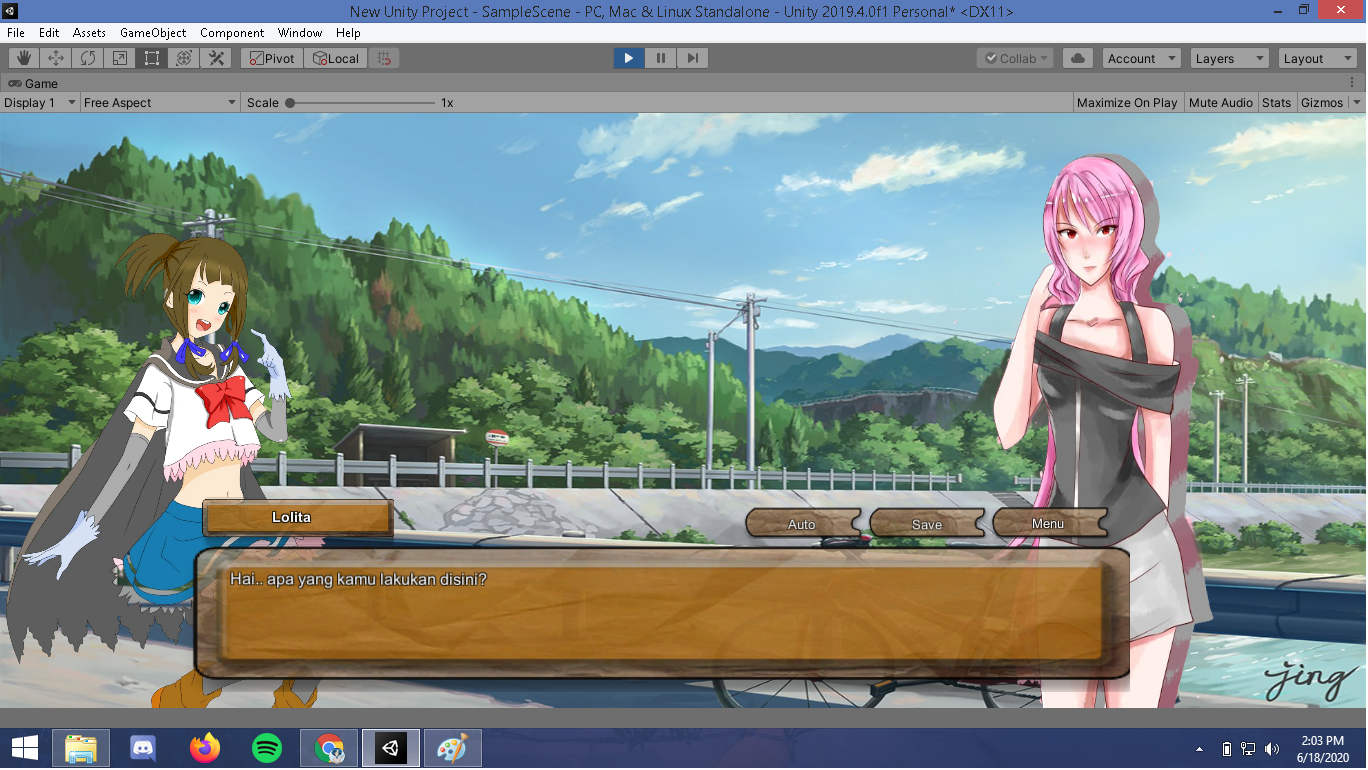 New Unity Project - SampleScene - PC, Mac & Linux Standalone - Unity 2019.4.0f1 Personal* <DX11>
File Edit Assets GameObject Component Window Help
Pivot Local Collab Account Layers Layout
Game
Display 1 Free Aspect Scale 1x Maximize On Play Mute Audio Stats Gizmos
Lolita
Auto Save Menu
Hai.. apa yang kamu lakukan disini?
jing
2:03 PM
6/18/2020